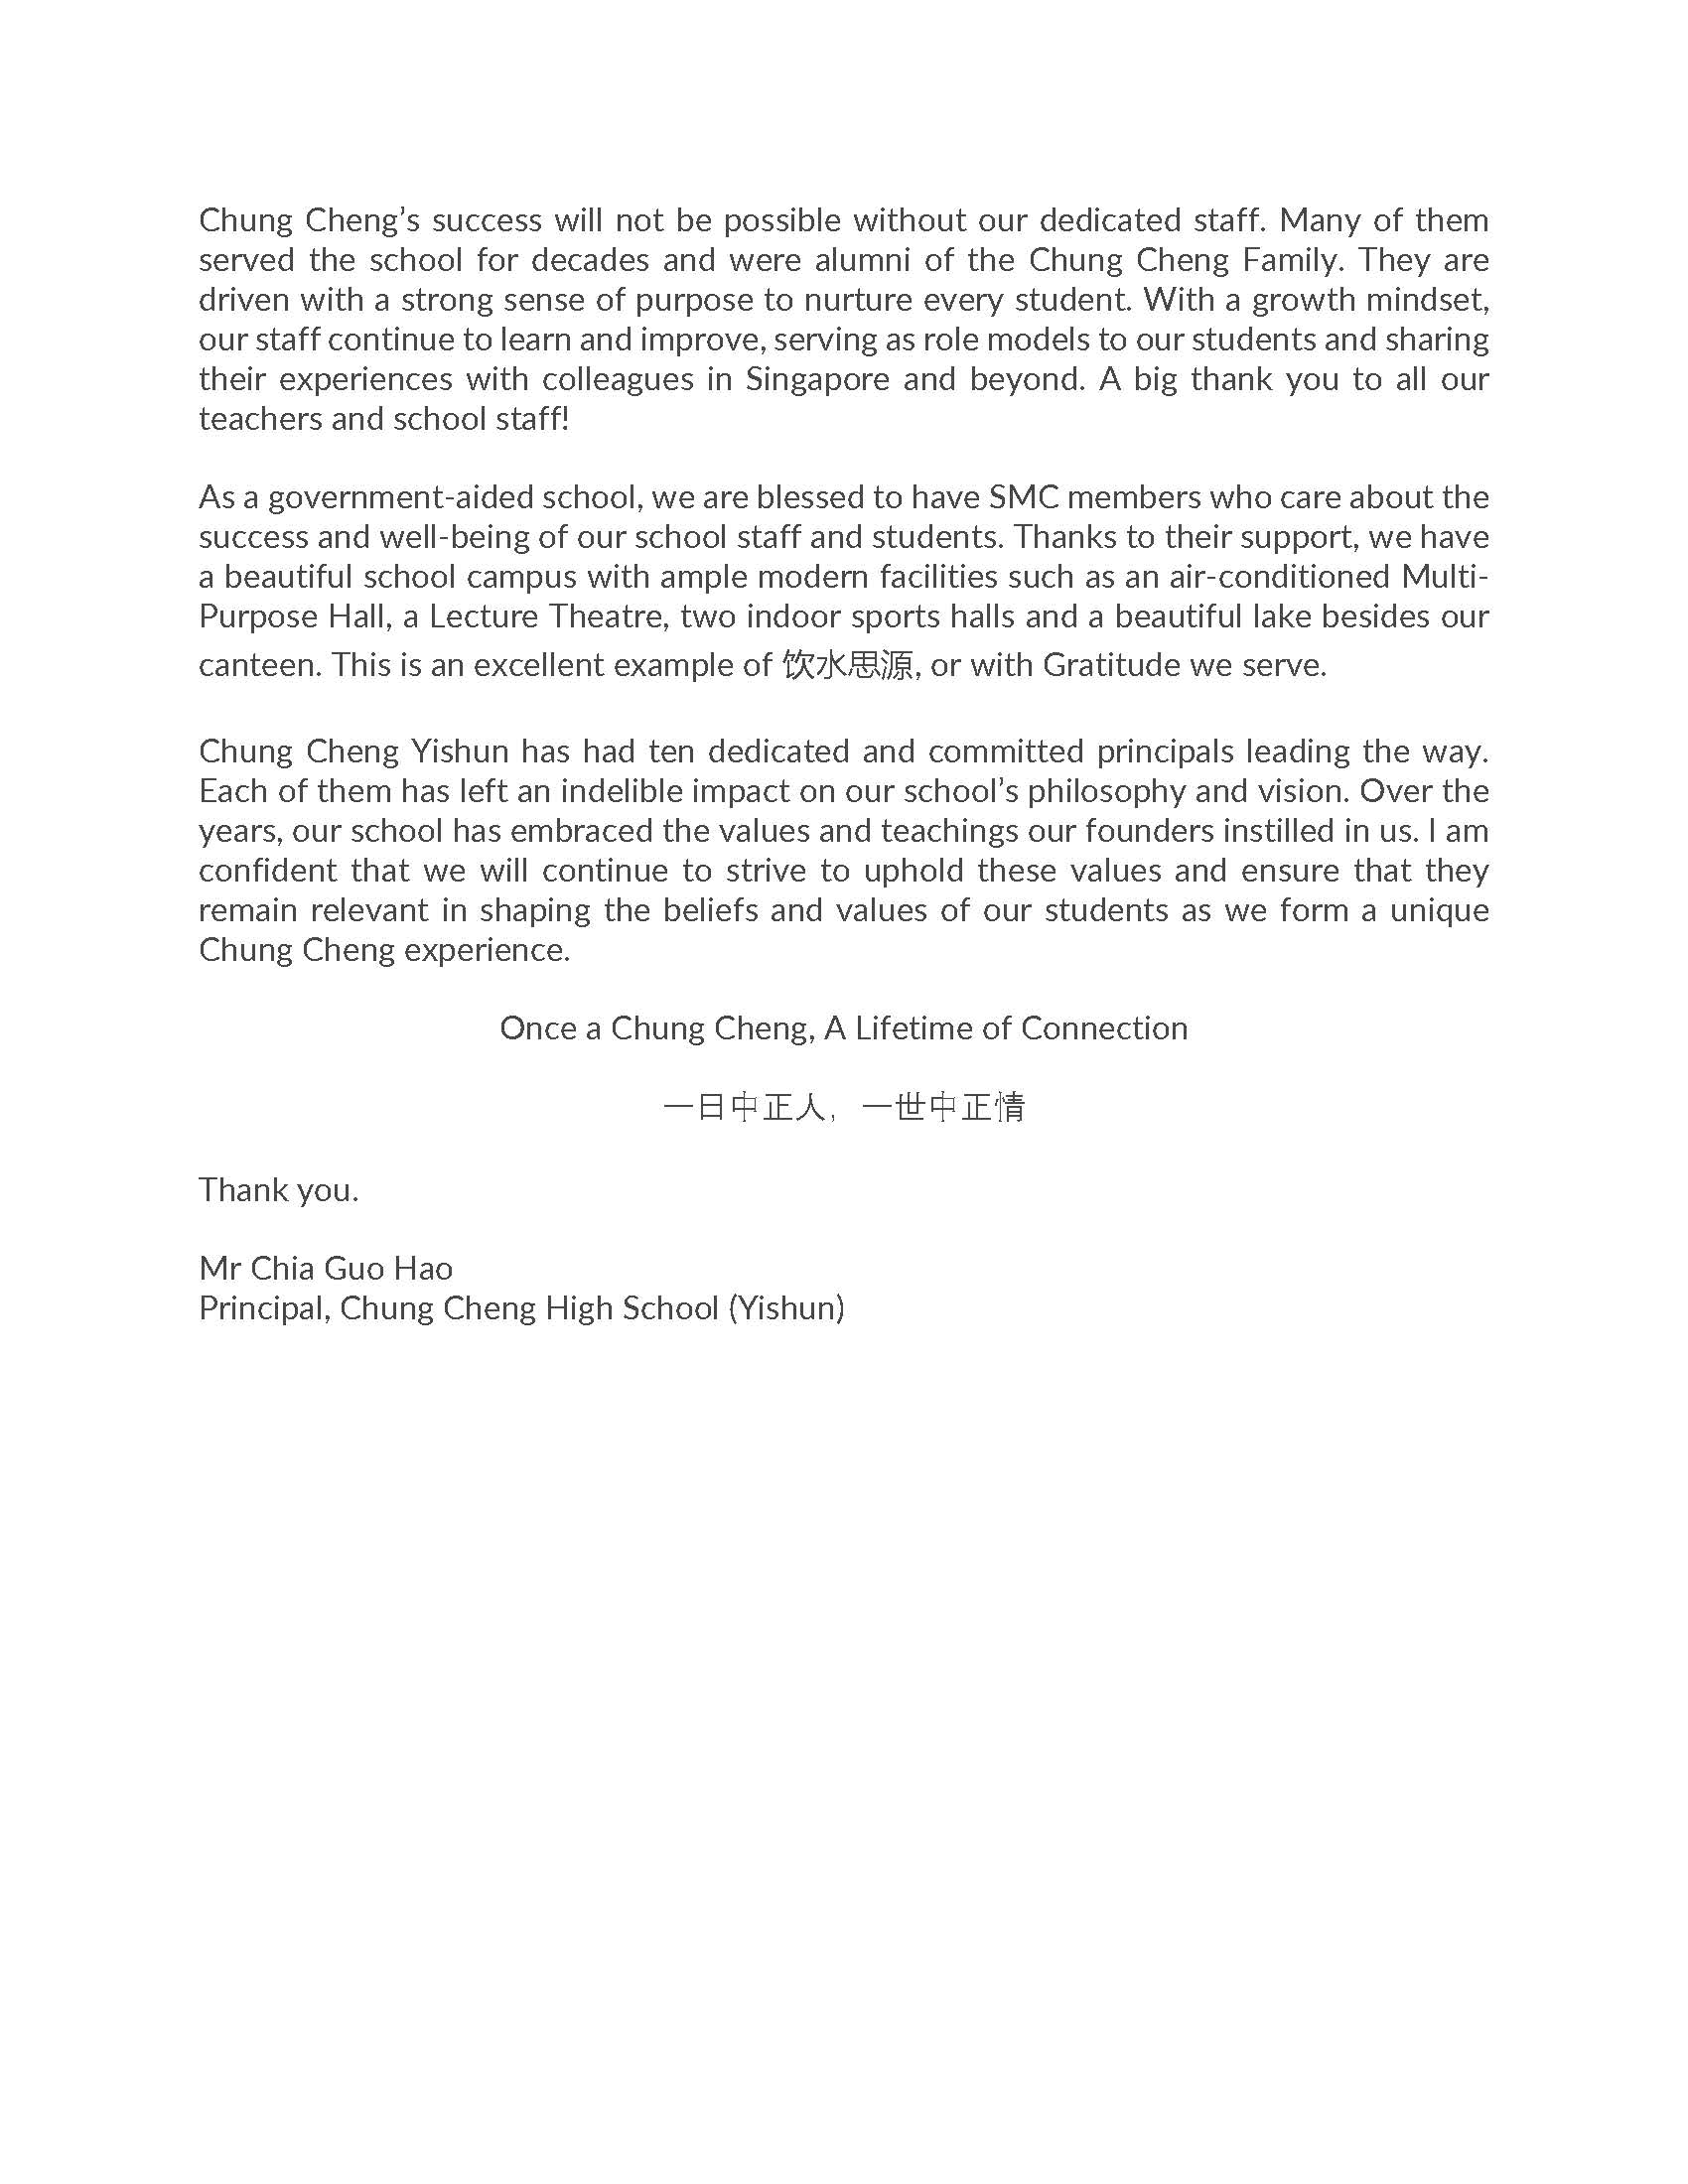 Chung Cheng’s success will not be possible without our dedicated staff. Many of them
served the school for decades and were alumni of the Chung Cheng Family. They are
driven with a strong sense of purpose to nurture every student. With a growth mindset,
our staff continue to learn and improve, serving as role models to our students and sharing
their experiences with colleagues in Singapore and beyond. A big thank you to all our
teachers and school staff!
As a government-aided school, we are blessed to have SMC members who care about the
success and well-being of our school staff and students. Thanks to their support, we have
a beautiful school campus with ample modern facilities such as an air-conditioned Multi-
Purpose Hall, a Lecture Theatre, two indoor sports halls and a beautiful lake besides our
canteen. This is an excellent example of 饮水思源, or with Gratitude we serve.
Chung Cheng Yishun has had ten dedicated and committed principals leading the way.
Each of them has left an indelible impact on our school’s philosophy and vision. Over the
years, our school has embraced the values and teachings our founders instilled in us. I am
confident that we will continue to strive to uphold these values and ensure that they
remain relevant in shaping the beliefs and values of our students as we form a unique
Chung Cheng experience.
Once a Chung Cheng, A Lifetime of Connection
一日中正人，一世中正情
Thank you.
Mr Chia Guo Hao
Principal, Chung Cheng High School (Yishun)